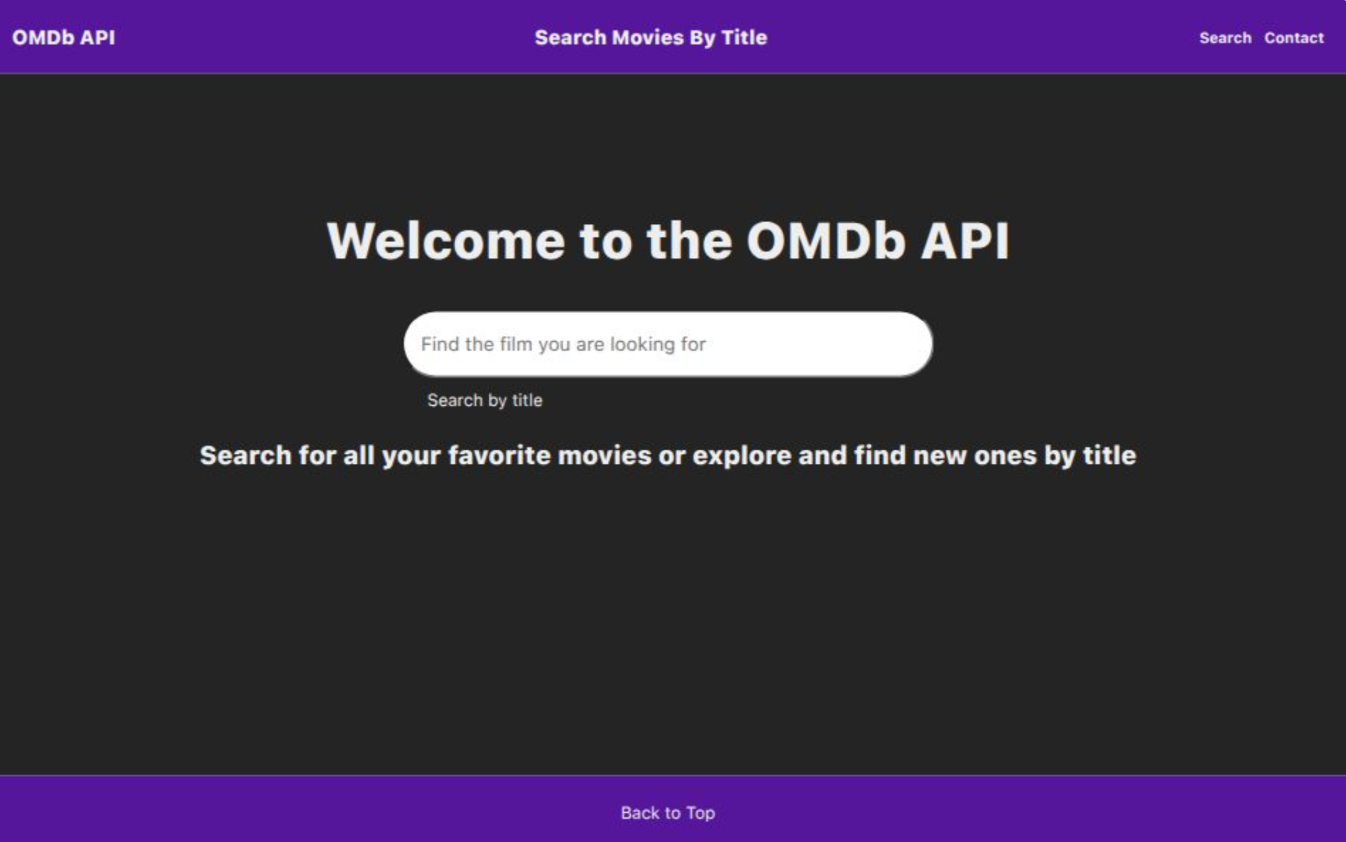 OMDb API
Search Movies By Title
Search Contact
Welcome to the OMDb API
Find the film you are looking for
Search by title
Search for all your favorite movies or explore and find new ones by title
Back to Top